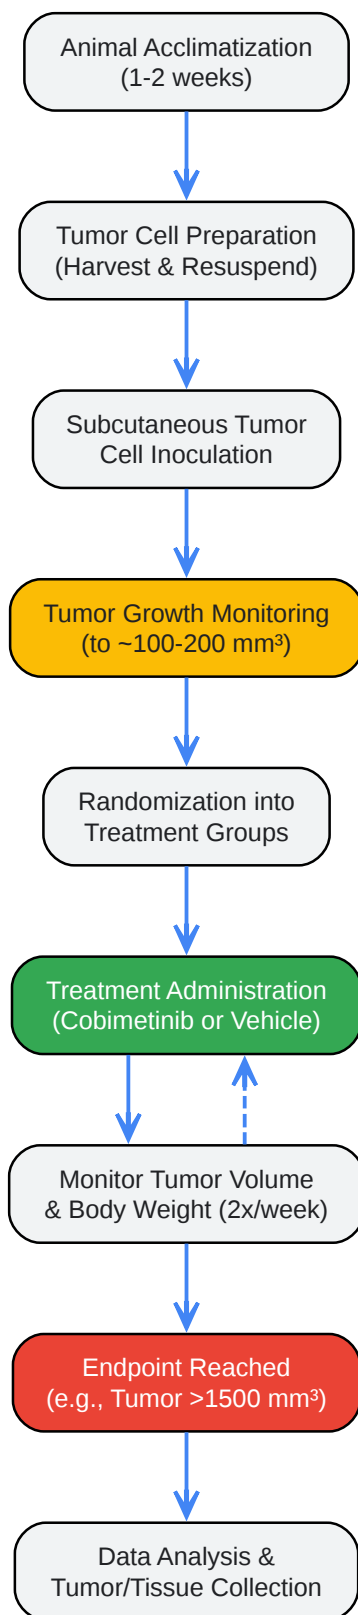 Animal Acclimatization
(1-2 weeks)
Tumor Cell Preparation
(Harvest & Resuspend)
Subcutaneous Tumor
Cell Inoculation
Tumor Growth Monitoring
(to ~100-200 mm³)
Randomization into
Treatment Groups
Treatment Administration
(Cobimetinib or Vehicle)
Monitor Tumor Volume
& Body Weight (2x/week)
Endpoint Reached
(e.g., Tumor >1500 mm³)
Data Analysis &
Tumor/Tissue Collection